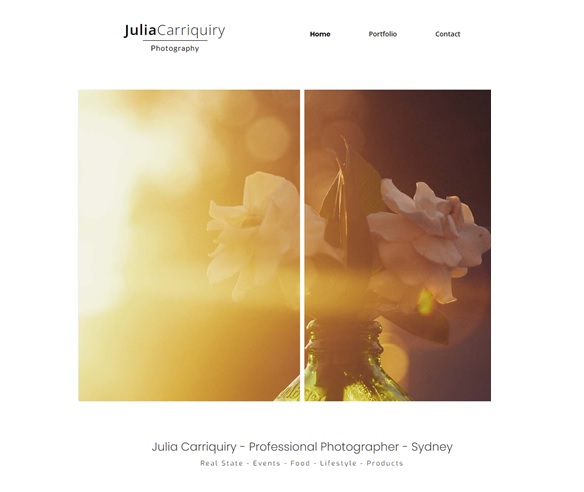 JuliaCarriquiry
Photography
Home Portfolio Contact
Julia Carriquiry - Professional Photographer - Sydney
Real State - Events - Food - Lifestyle - Products